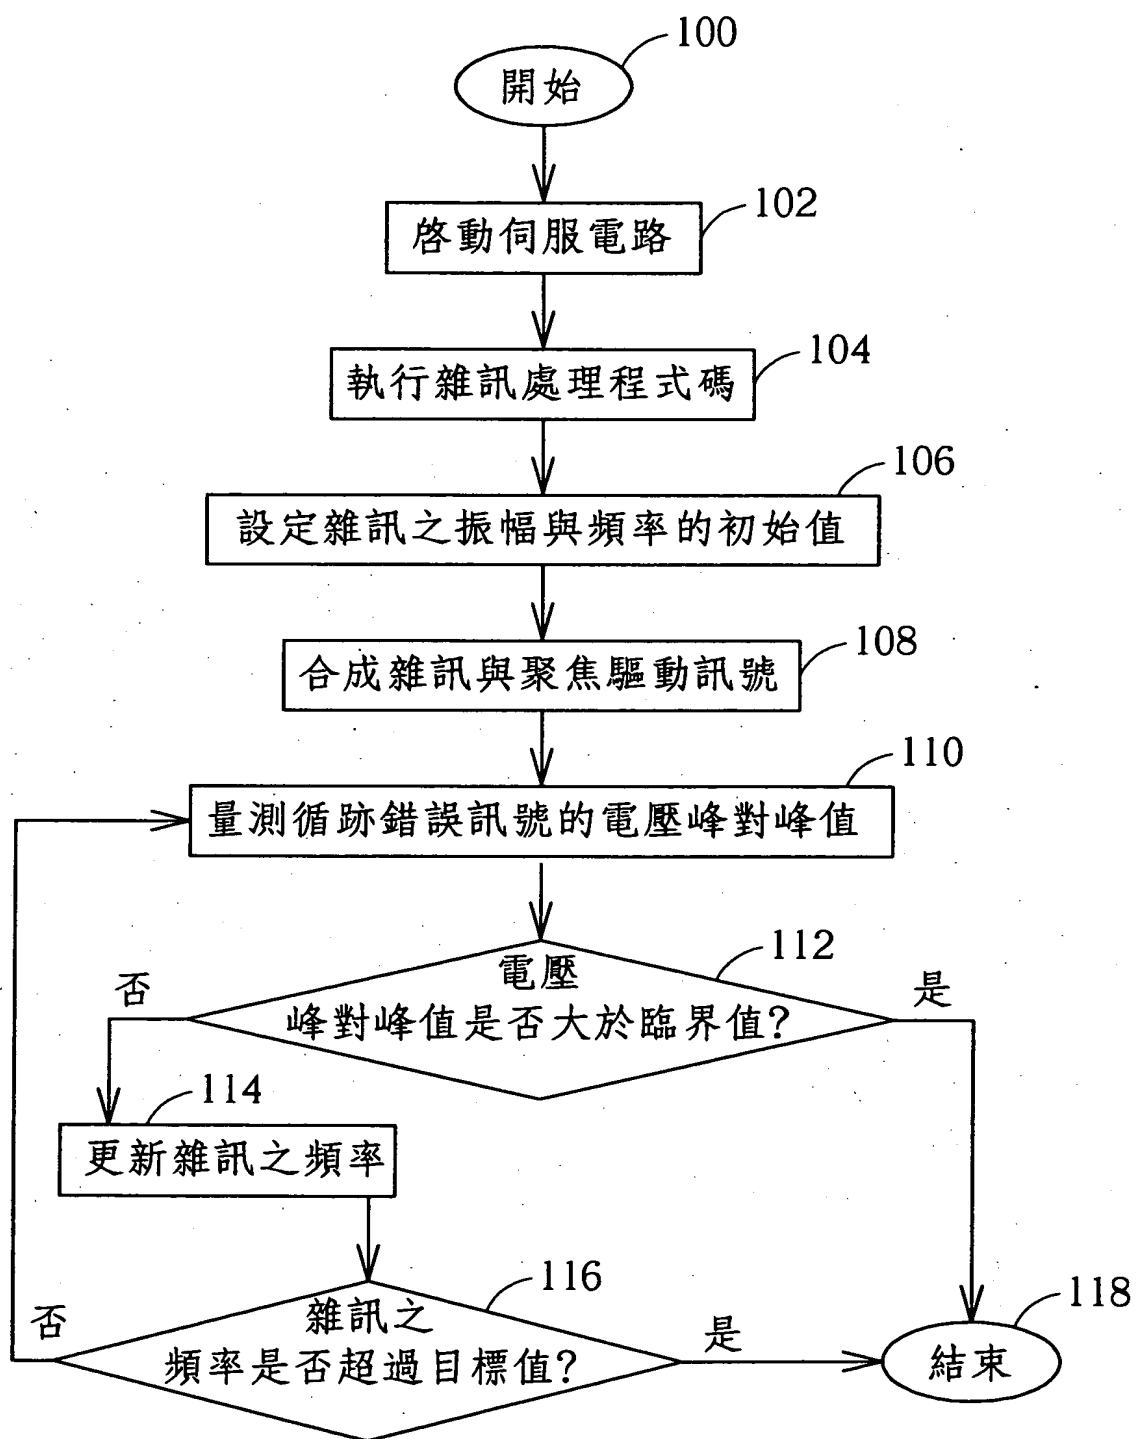 100
開始
102
啓動伺服電路
104
執行雜訊處理程式碼
106
設定雜訊之振幅與頻率的初始值
108
合成雜訊與聚焦驅動訊號
110
量測循跡錯誤訊號的電壓峰對峰值
112
否
電壓
是
峰對峰值是否大於臨界值?
114
更新雜訊之頻率
116
118
否
雜訊之
是
頻率是否超過目標值?
結束